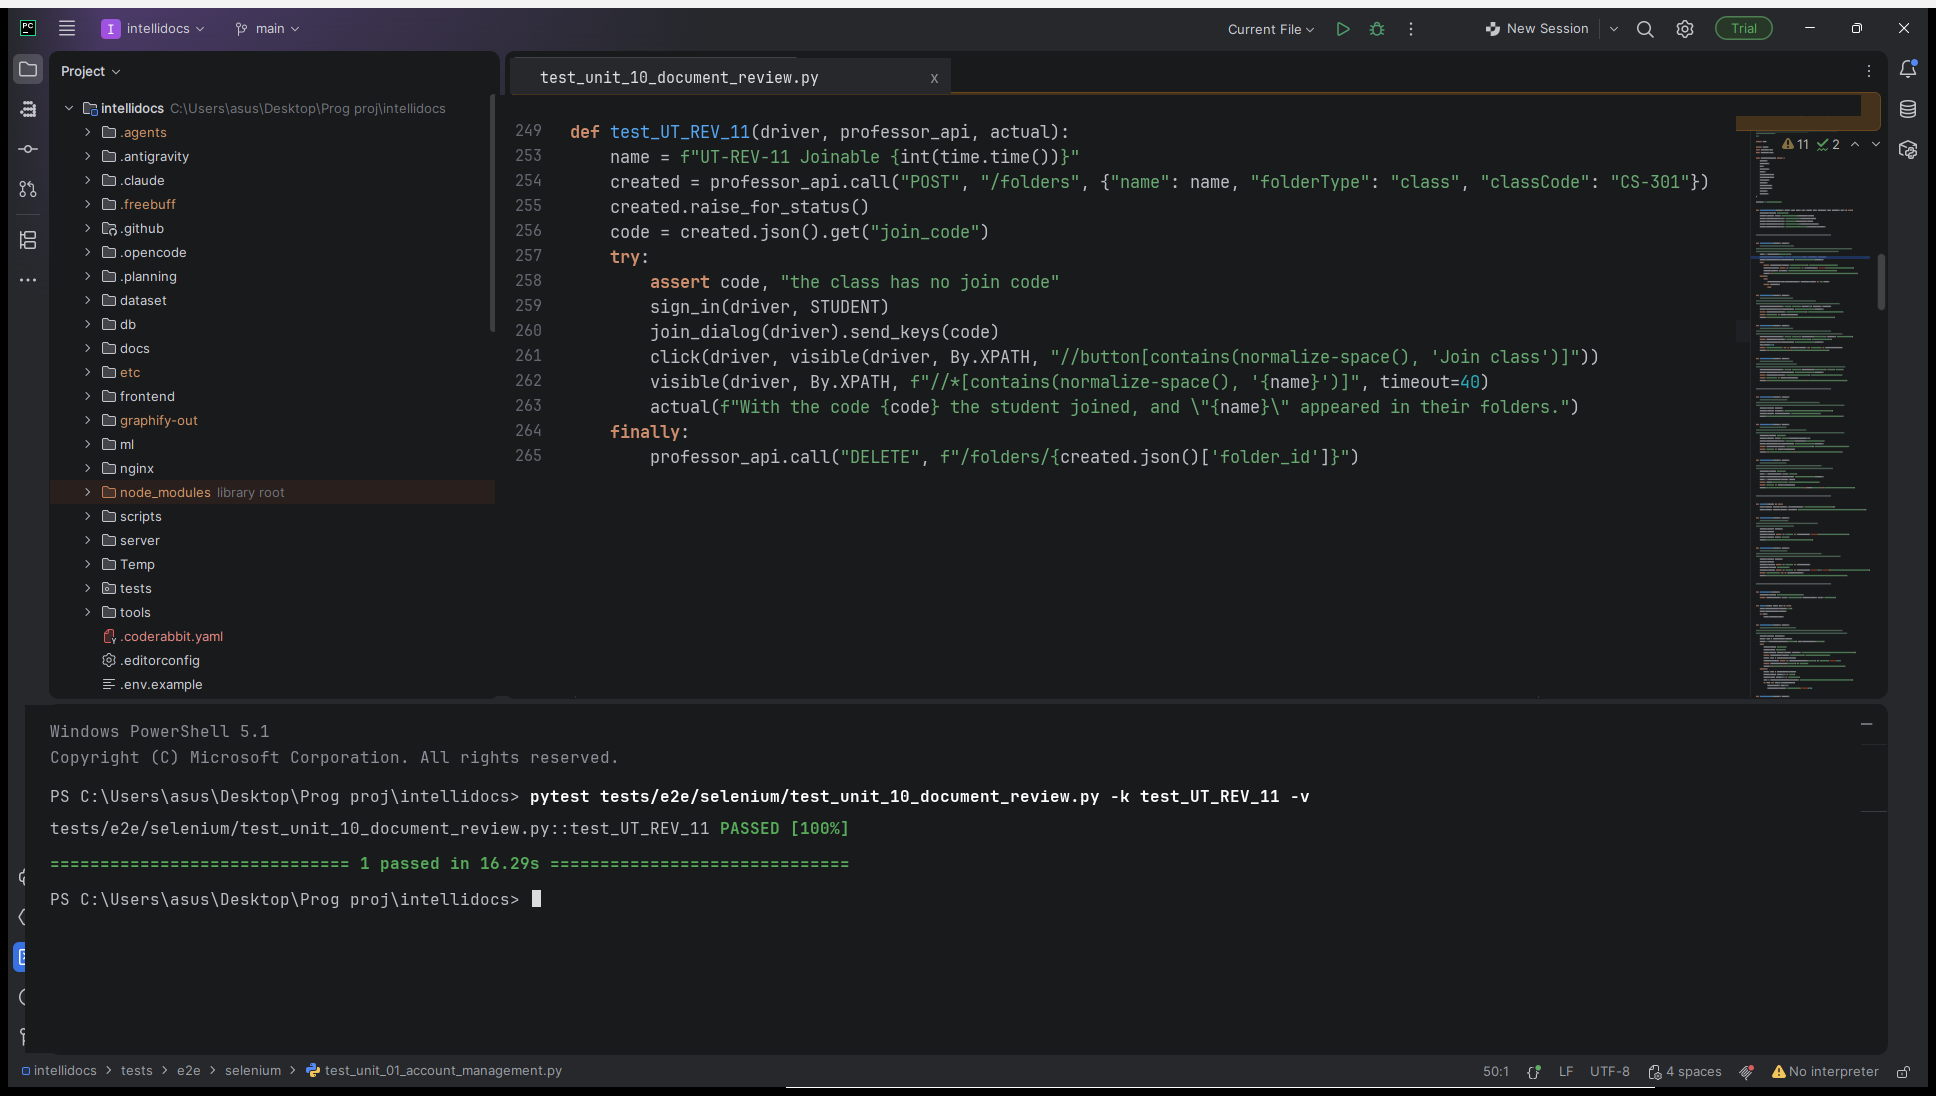 PC
I intellidocs
main
Current File
New Session
Trial
Project
test_unit_10_document_review.py x
intellidocs C:\Users\asus\Desktop\Prog proj\intellidocs
.agents
.antigravity
.claude
.freebuff
.github
.opencode
.planning
dataset
db
docs
etc
frontend
graphify-out
ml
nginx
node_modules library root
scripts
server
Temp
tests
tools
.coderabbit.yaml
.editorconfig
.env.example
11 2
249 def test_UT_REV_11(driver, professor_api, actual):
253 name = f"UT-REV-11 Joinable {int(time.time())}"
254 created = professor_api.call("POST", "/folders", {"name": name, "folderType": "class", "classCode": "CS-301"})
255 created.raise_for_status()
256 code = created.json().get("join_code")
257 try:
258 assert code, "the class has no join code"
259 sign_in(driver, STUDENT)
260 join_dialog(driver).send_keys(code)
261 click(driver, visible(driver, By.XPATH, "//button[contains(normalize-space(), 'Join class')]"))
262 visible(driver, By.XPATH, f"//*[contains(normalize-space(), '{name}')]", timeout=40)
263 actual(f"With the code {code} the student joined, and \"{name}\" appeared in their folders.")
264 finally:
265 professor_api.call("DELETE", f"/folders/{created.json()['folder_id']}")
Windows PowerShell 5.1
Copyright (C) Microsoft Corporation. All rights reserved.
PS C:\Users\asus\Desktop\Prog proj\intellidocs> pytest tests/e2e/selenium/test_unit_10_document_review.py -k test_UT_REV_11 -v
tests/e2e/selenium/test_unit_10_document_review.py::test_UT_REV_11 PASSED [100%]
============================== 1 passed in 16.29s ==============================
PS C:\Users\asus\Desktop\Prog proj\intellidocs>
intellidocs > tests > e2e > selenium > test_unit_01_account_management.py
50:1 LF UTF-8 4 spaces No interpreter